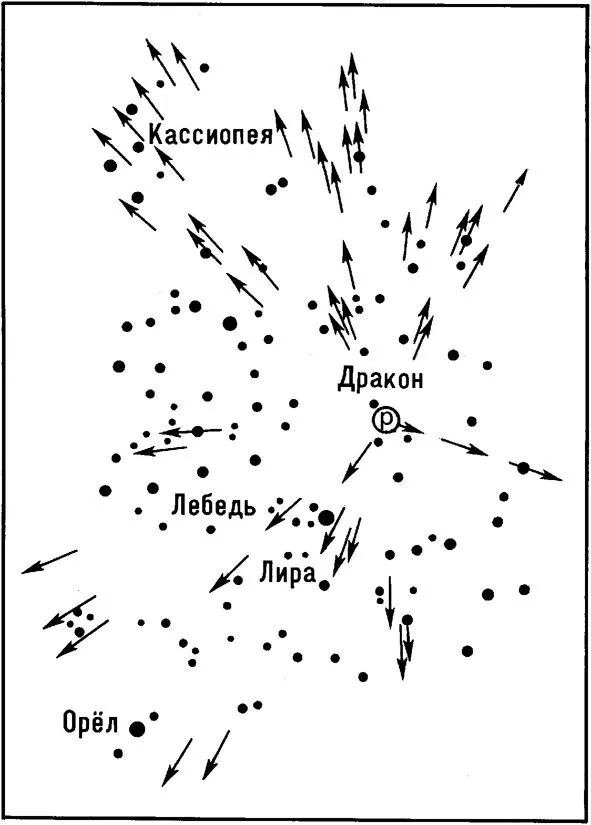 Кассиопея
Дракон
Р
Лебедь
Лира
Орёл